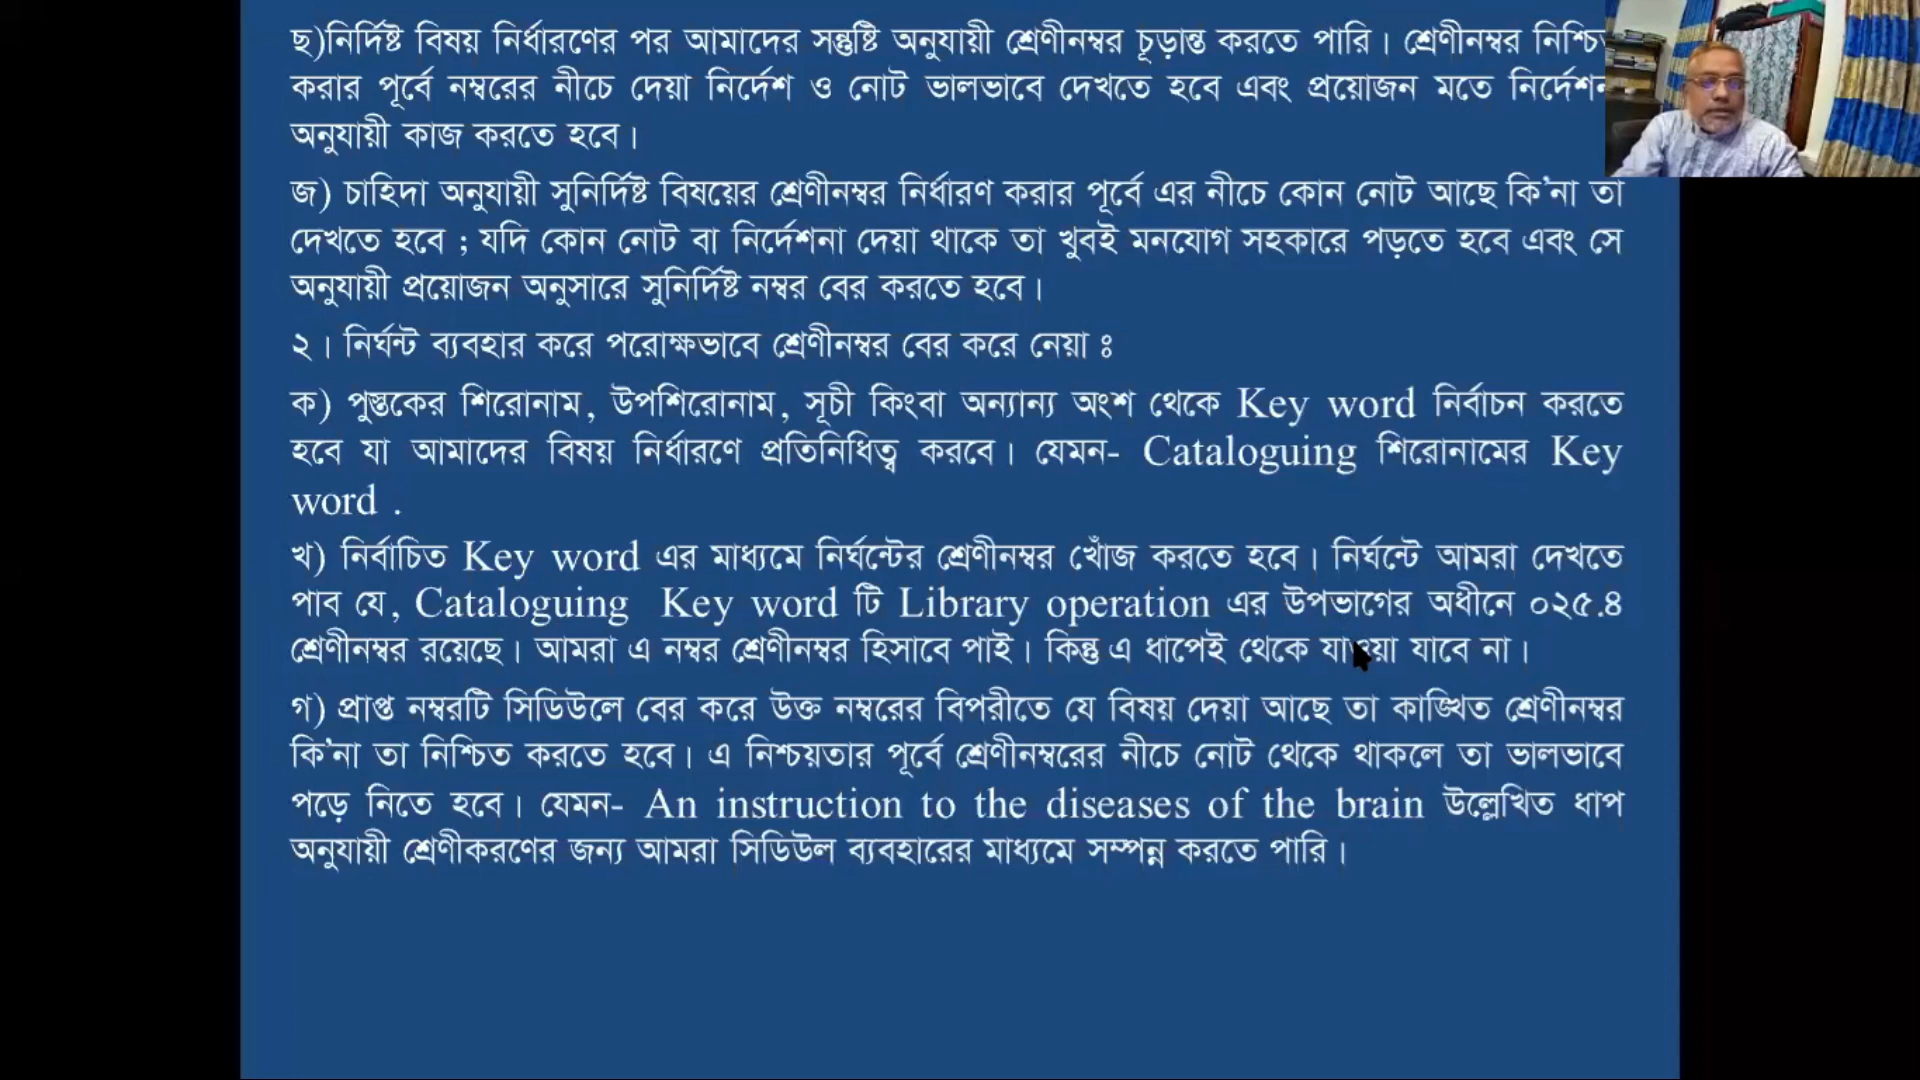 ছ)নির্দিষ্ট বিষয় নির্ধারণের পর আমাদের সন্তুষ্টি অনুযায়ী শ্রেণীনম্বর চূড়ান্ত করতে পারি। শ্রেণীনম্বর
করার পূর্বে নম্বরের নীচে দেয়া নির্দেশ ও নোট ভালভাবে দেখতে হবে এবং প্রয়োজন মতে
অনুযায়ী কাজ করতে হবে।
জ) চাহিদা অনুযায়ী সুনির্দিষ্ট বিষয়ের শ্রেণীনম্বর নির্ধারণ করার পূর্বে এর নীচে কোন নোট আছে কি’না তা
দেখতে হবে ; যদি কোন নোট বা নির্দেশনা দেয়া থাকে তা খুবই মনযোগ সহকারে পড়তে হবে এবং সে
অনুযায়ী প্রয়োজন অনুসারে সুনির্দিষ্ট নম্বর বের করতে হবে।
২। নির্ঘন্ট ব্যবহার করে পরোক্ষভাবে শ্রেণীনম্বর বের করে নেয়া ঃ
ক) পুস্তকের শিরোনাম, উপশিরোনাম, সূচী কিংবা অন্যান্য অংশ থেকে Key word নির্বাচন করতে
হবে যা আমাদের বিষয় নির্ধারণে প্রতিনিধিত্ব করবে। যেমন- Cataloguing শিরোনামের Key
word .
খ) নির্বাচিত Key word এর মাধ্যমে নির্ঘন্টের শ্রেণীনম্বর খোঁজ করতে হবে। নির্ঘন্টে আমরা দেখতে
পাব যে, Cataloguing Key word টি Library operation এর উপভাগের অধীনে ০২৫.৪
শ্রেণীনম্বর রয়েছে। আমরা এ নম্বর শ্রেণীনম্বর হিসাবে পাই। কিন্তু এ ধাপেই থেকে যাওয়া যাবে না।
গ) প্রাপ্ত নম্বরটি সিডিউলে বের করে উক্ত নম্বরের বিপরীতে যে বিষয় দেয়া আছে তা কাঙ্খিত শ্রেণীনম্বর
কি’না তা নিশ্চিত করতে হবে। এ নিশ্চয়তার পূর্বে শ্রেণীনম্বরের নীচে নোট থেকে থাকলে তা ভালভাবে
পড়ে নিতে হবে। যেমন- An instruction to the diseases of the brain উল্লেখিত ধাপ
অনুযায়ী শ্রেণীকরণের জন্য আমরা সিডিউল ব্যবহারের মাধ্যমে সম্পন্ন করতে পারি।